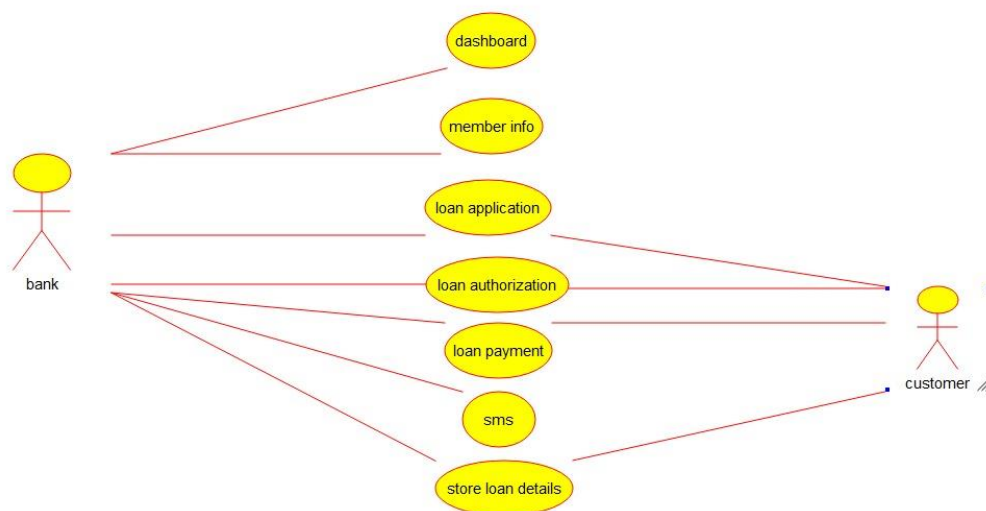 dashboard
member info
loan application
bank
loan authorization
loan payment
customer
sms
store loan details